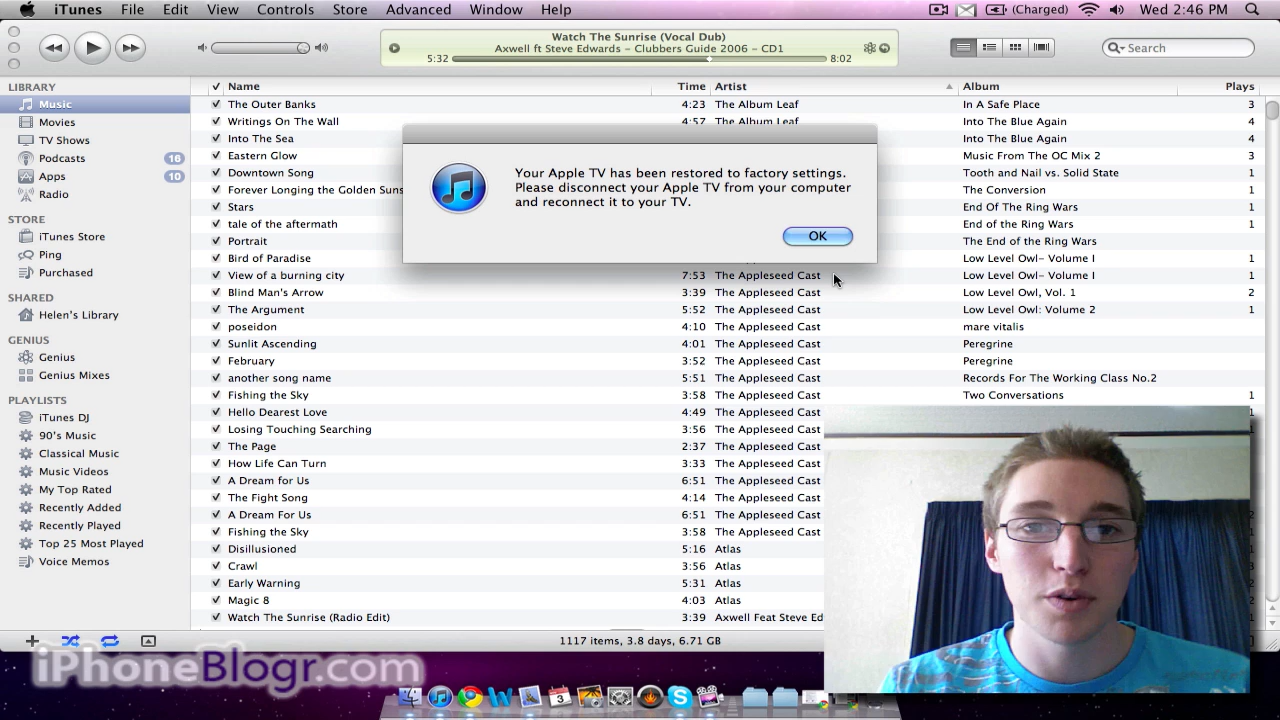 iTunes File Edit View Controls Store Advanced Window Help (Charged) Wed 2:46 PM
Watch The Sunrise (Vocal Dub)
Axwell ft Steve Edwards – Clubbers Guide 2006 – CD1
5:32 8:02
Search
LIBRARY
Music
Movies
TV Shows
Podcasts 16
Apps 10
Radio
STORE
iTunes Store
Ping
Purchased
SHARED
Helen's Library
GENIUS
Genius
Genius Mixes
PLAYLISTS
iTunes DJ
90's Music
Classical Music
Music Videos
My Top Rated
Recently Added
Recently Played
Top 25 Most Played
Voice Memos
Name Time Artist Album Plays
The Outer Banks 4:23 The Album Leaf In A Safe Place 3
Writings On The Wall 4:57 The Album Leaf Into The Blue Again 4
Into The Sea Into The Blue Again 4
Eastern Glow Music From The OC Mix 2 3
Downtown Song Tooth and Nail vs. Solid State
Forever Longing the Golden Suns The Conversion 1
Stars End Of The Ring Wars 1
tale of the aftermath End of the Ring Wars 1
Portrait The End of the Ring Wars
Bird of Paradise Low Level Owl– Volume I 1
View of a burning city 7:53 The Appleseed Cast Low Level Owl– Volume I 1
Blind Man's Arrow 3:39 The Appleseed Cast Low Level Owl, Vol. 1 2
The Argument 5:52 The Appleseed Cast Low Level Owl: Volume 2 1
poseidon 4:10 The Appleseed Cast mare vitalis
Sunlit Ascending 4:01 The Appleseed Cast Peregrine
February 3:52 The Appleseed Cast Peregrine
another song name 5:51 The Appleseed Cast Records For The Working Class No.2
Fishing the Sky 3:58 The Appleseed Cast Two Conversations 1
Hello Dearest Love 4:49 The Appleseed Cast
Losing Touching Searching 3:56 The Appleseed Cast
The Page 2:37 The Appleseed Cast
How Life Can Turn 3:33 The Appleseed Cast
A Dream for Us 6:51 The Appleseed Cast
The Fight Song 4:14 The Appleseed Cast
A Dream For Us 6:51 The Appleseed Cast
Fishing the Sky 3:58 The Appleseed Cast
Disillusioned 5:16 Atlas
Crawl 3:56 Atlas
Early Warning 5:31 Atlas
Magic 8 4:03 Atlas
Watch The Sunrise (Radio Edit) 3:39 Axwell Feat Steve Ed
Your Apple TV has been restored to factory settings.
Please disconnect your Apple TV from your computer
and reconnect it to your TV.
OK
1117 items, 3.8 days, 6.71 GB
iPhoneBlogr.com